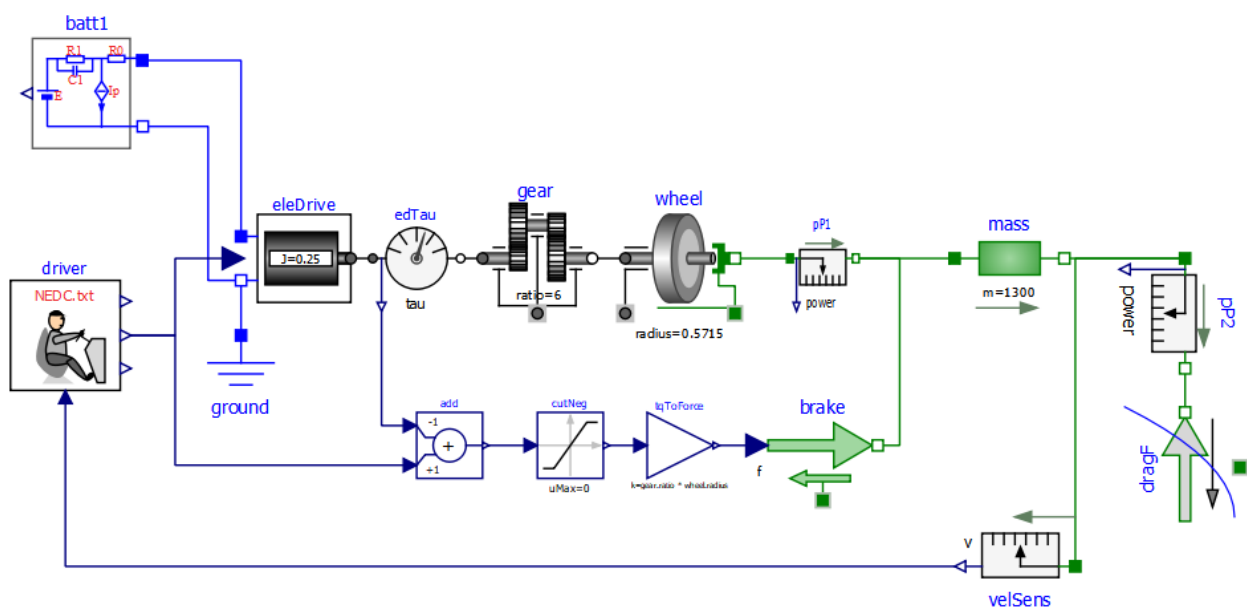 batt1
R1
R0
C1
E
Ip
eleDrive
J=0.25
edTau
tau
gear
ratio=6
wheel
radius=0.5715
pP1
power
mass
m=1300
power
pP2
driver
NEDC.txt
ground
add
-1
+
+1
cutNeg
uMax=0
tqToForce
k=gear.ratio * wheel.radius
f
brake
dragF
v
velSens